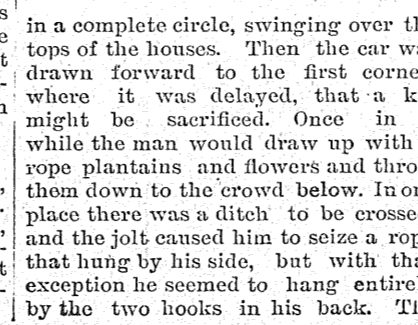 in a complete circle, swinging over th
tops of the houses. Then the car wa
drawn forward to the first corne
where it was delayed, that a k
might be sacrificed. Once in
while the man would draw up with
rope plantains and flowers and thro
them down to the crowd below. In on
place there was a ditch to be crosse
and the jolt caused him to seize a rop
that hung by his side, but with tha
exception he seemed to hang entirel
by the two hooks in his back. Th